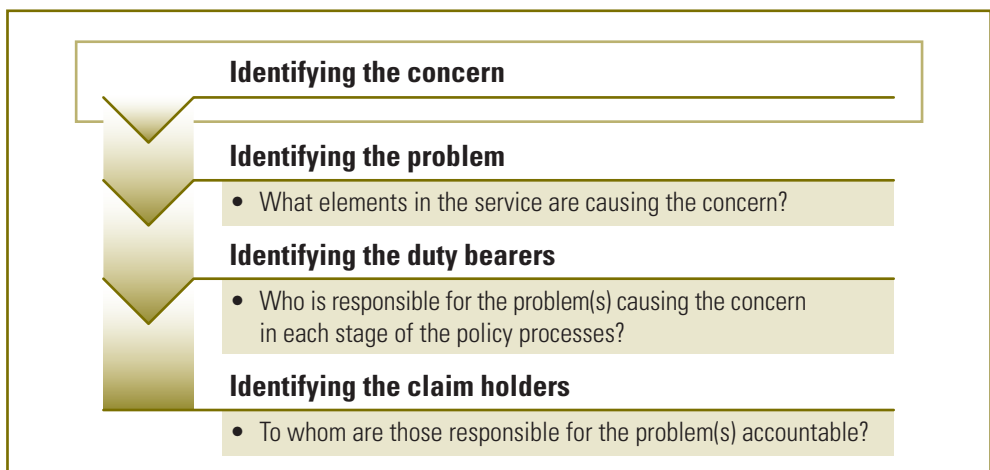 Identifying the concern
Identifying the problem
• What elements in the service are causing the concern?
Identifying the duty bearers
• Who is responsible for the problem(s) causing the concern
in each stage of the policy processes?
Identifying the claim holders
• To whom are those responsible for the problem(s) accountable?